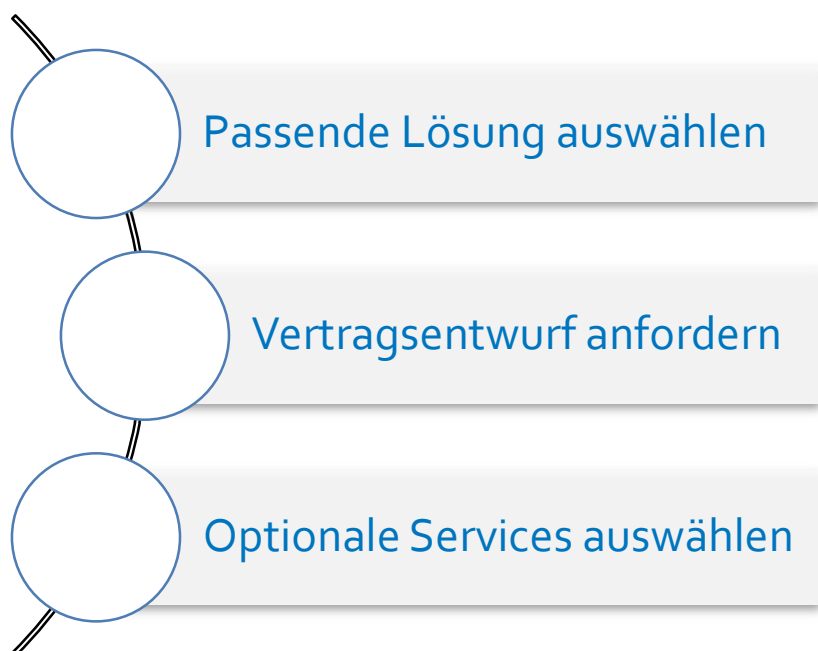 Passende Lösung auswählen
Vertragsentwurf anfordern
Optionale Services auswählen